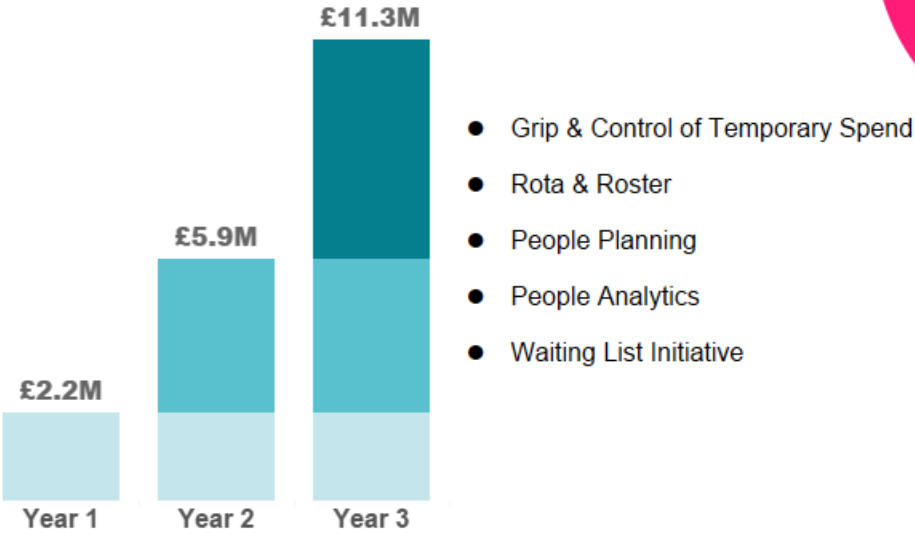 £11.3M
£5.9M
£2.2M
Year 1
Year 2
Year 3
● Grip & Control of Temporary Spend
● Rota & Roster
● People Planning
● People Analytics
● Waiting List Initiative